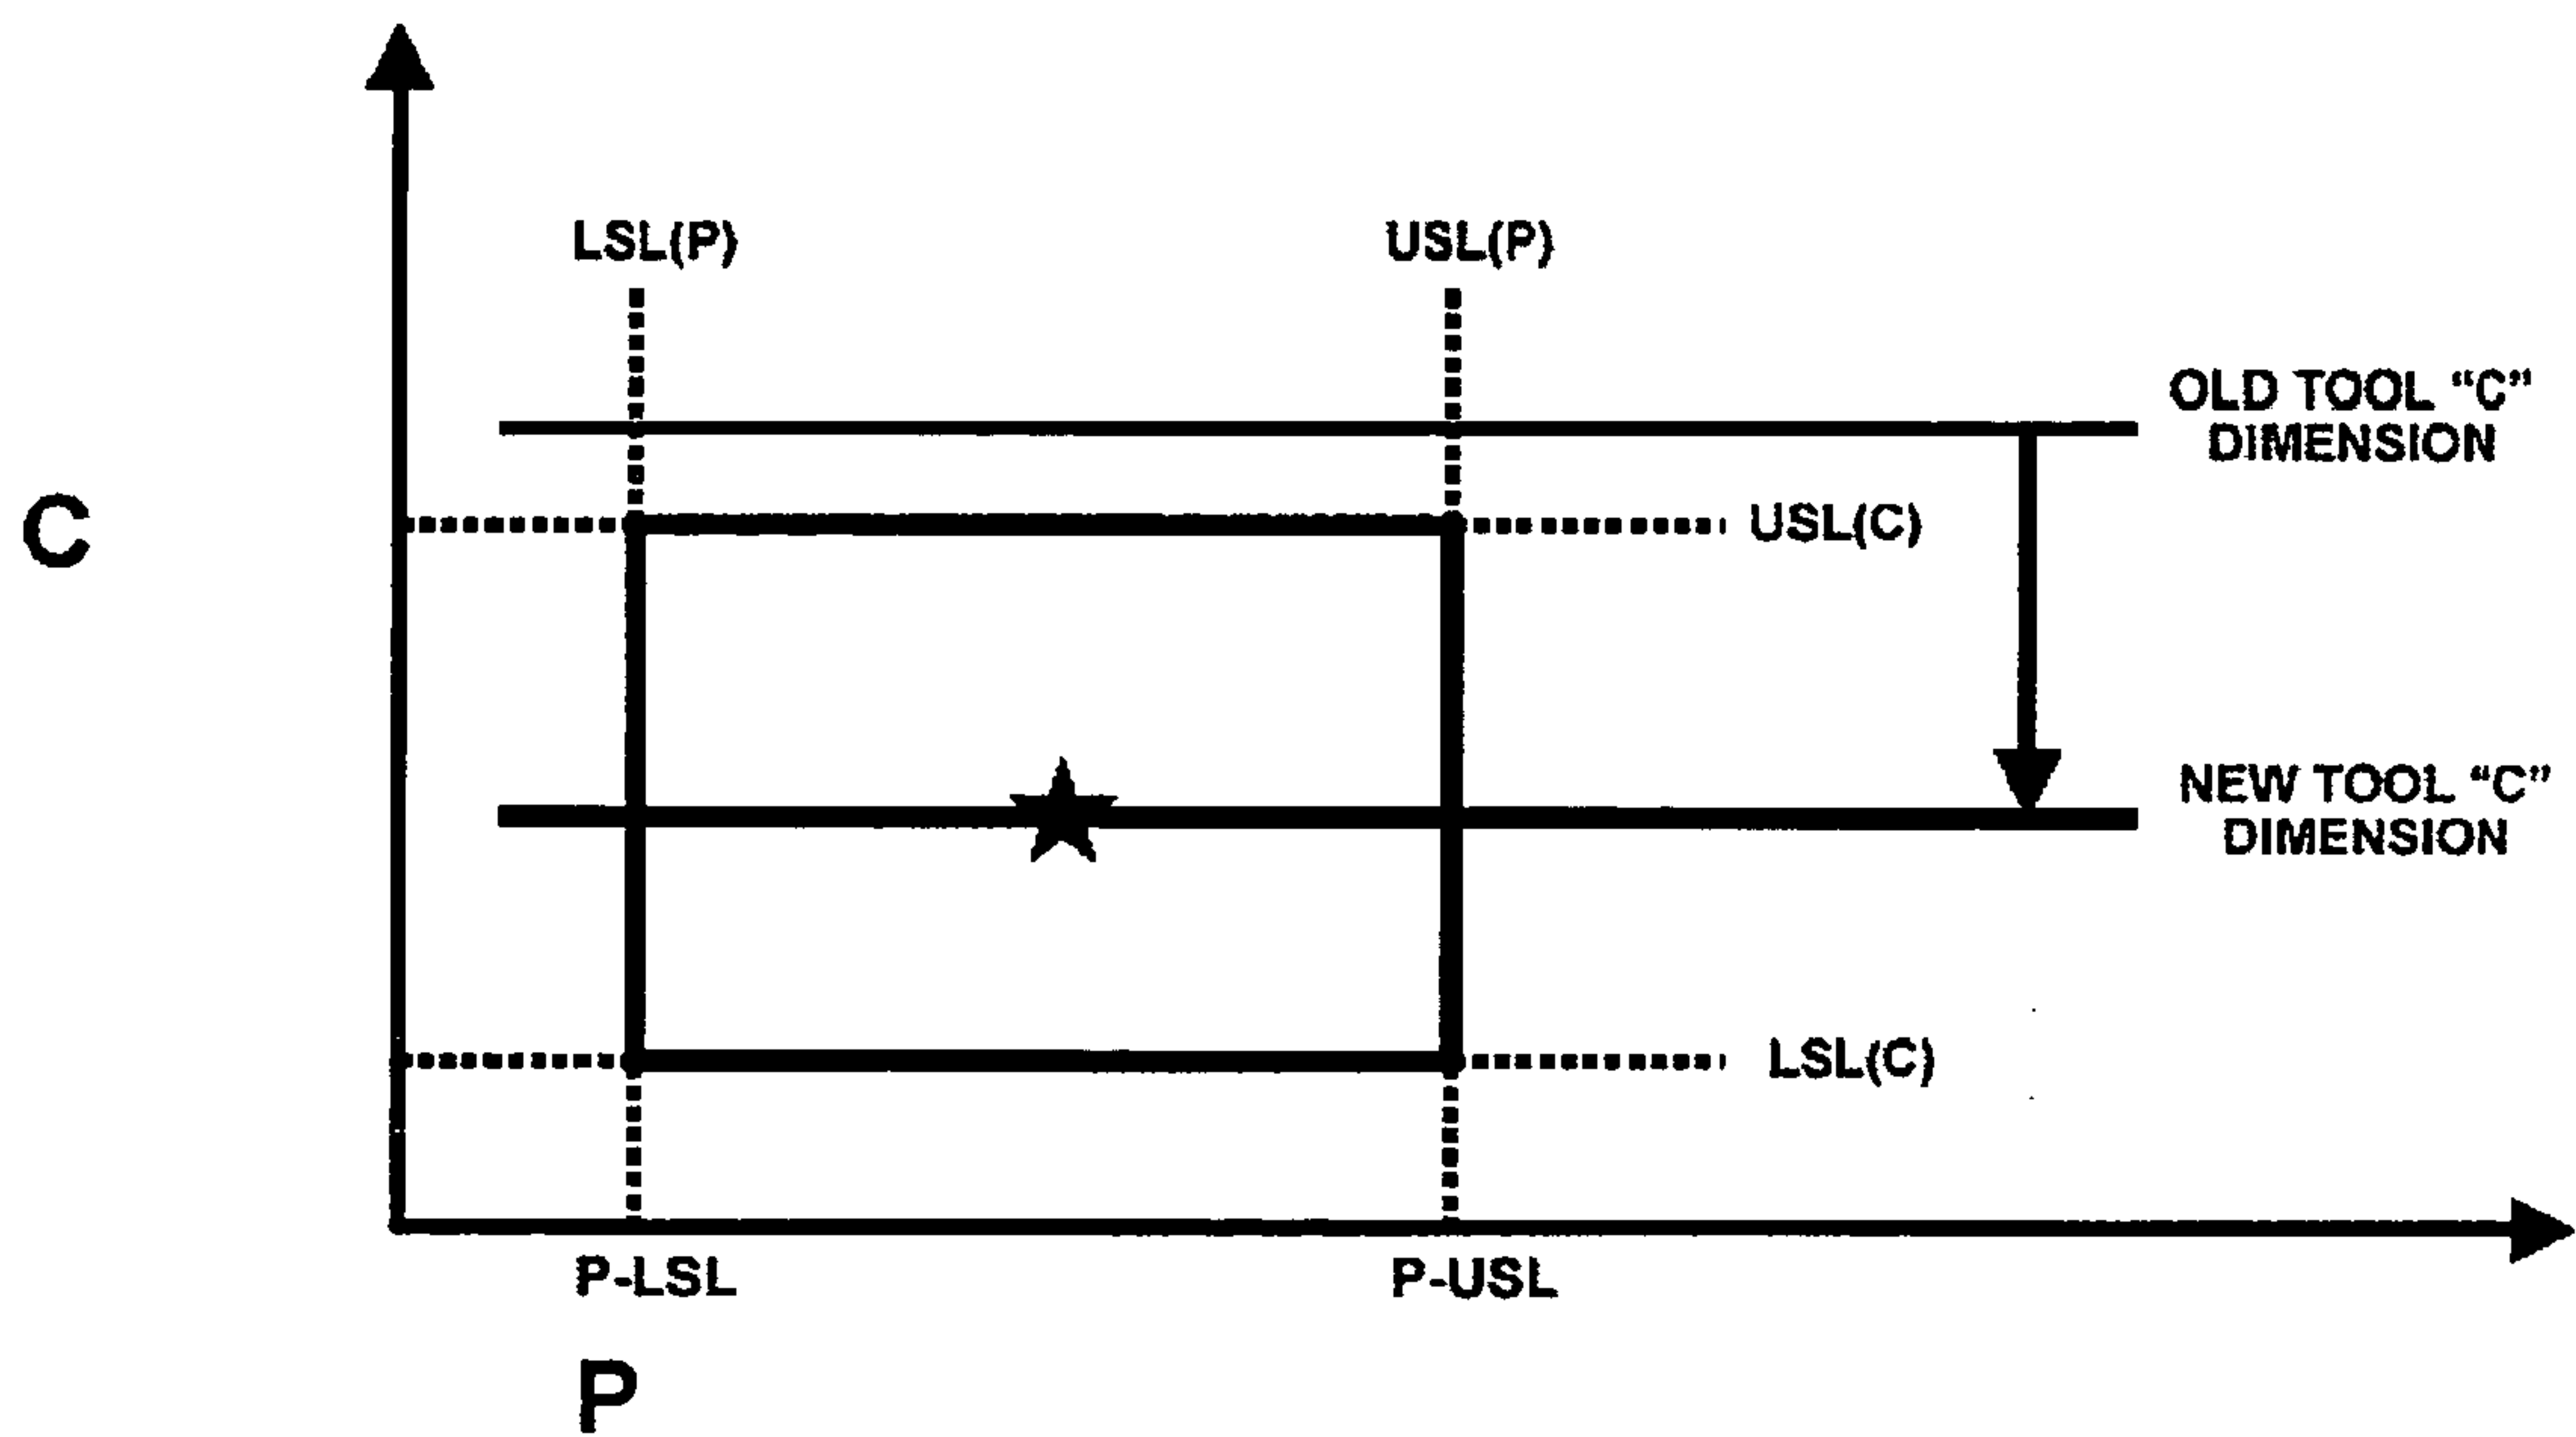 LSL(P)
USL(P)
OLD TOOL “C”
DIMENSION
C
USL(C)
NEW TOOL “C”
DIMENSION
LSL(C)
P-LSL
P-USL
P